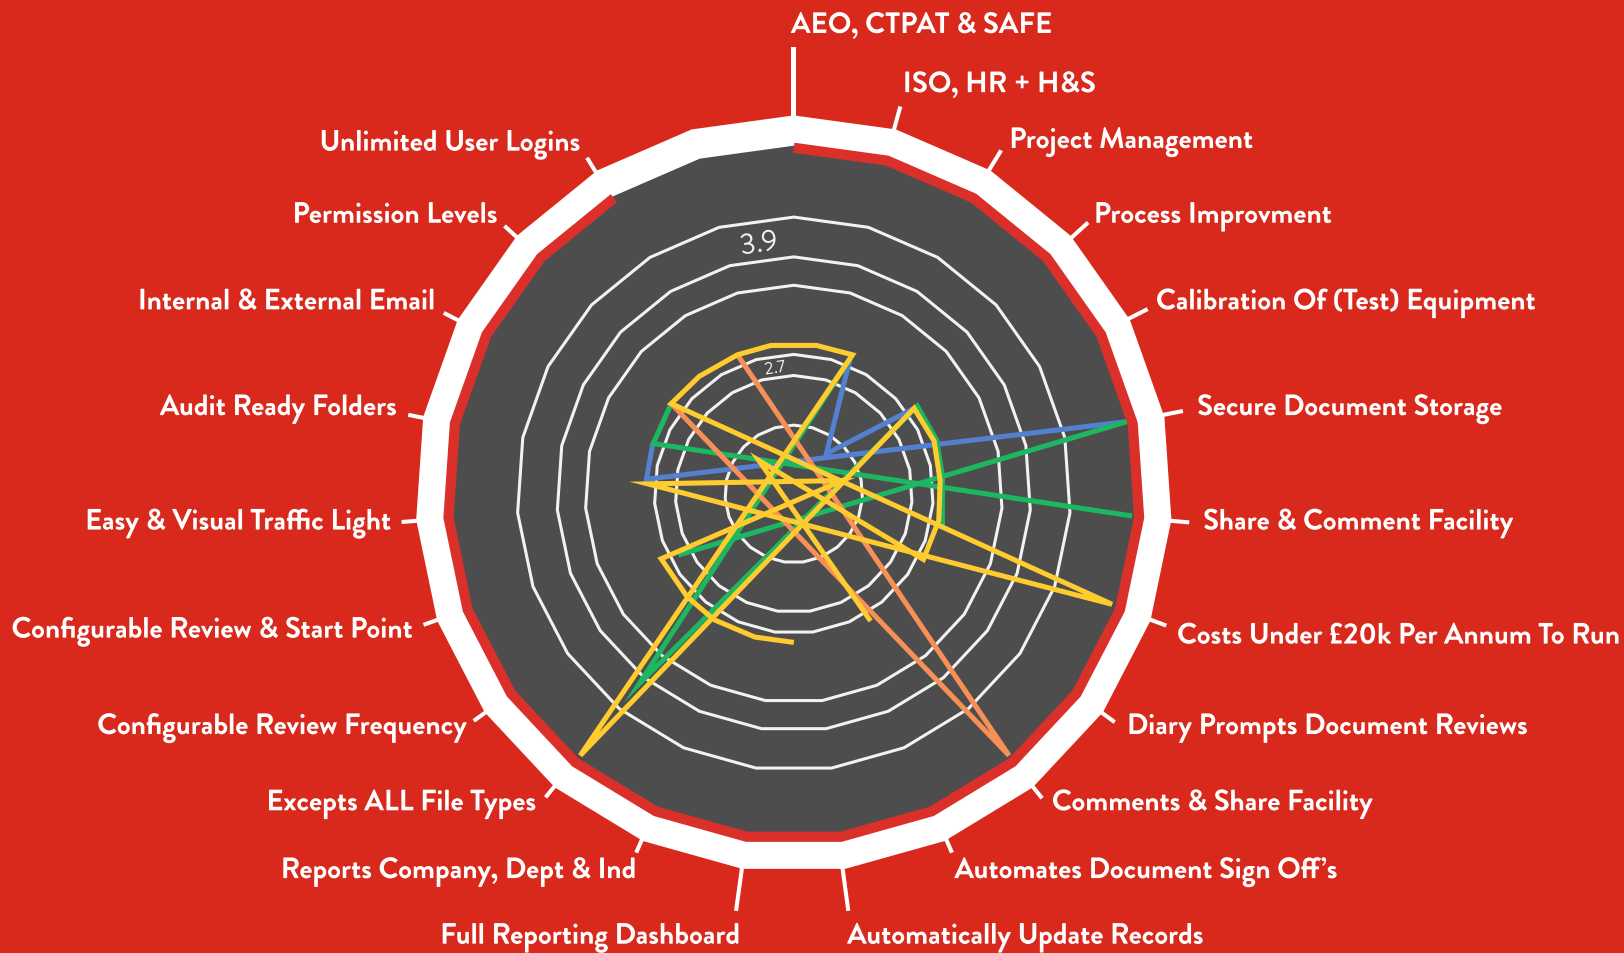 AEO, CTPAT & SAFE
ISO, HR + H&S
Project Management
Unlimited User Logins
Permission Levels
Process Improvment
3.9
Internal & External Email
Calibration Of (Test) Equipment
2.7
Audit Ready Folders
Secure Document Storage
Easy & Visual Traffic Light
Share & Comment Facility
Configurable Review & Start Point
Costs Under £20k Per Annum To Run
Configurable Review Frequency
Diary Prompts Document Reviews
Excepts ALL File Types
Comments & Share Facility
Reports Company, Dept & Ind
Automates Document Sign Off’s
Full Reporting Dashboard
Automatically Update Records